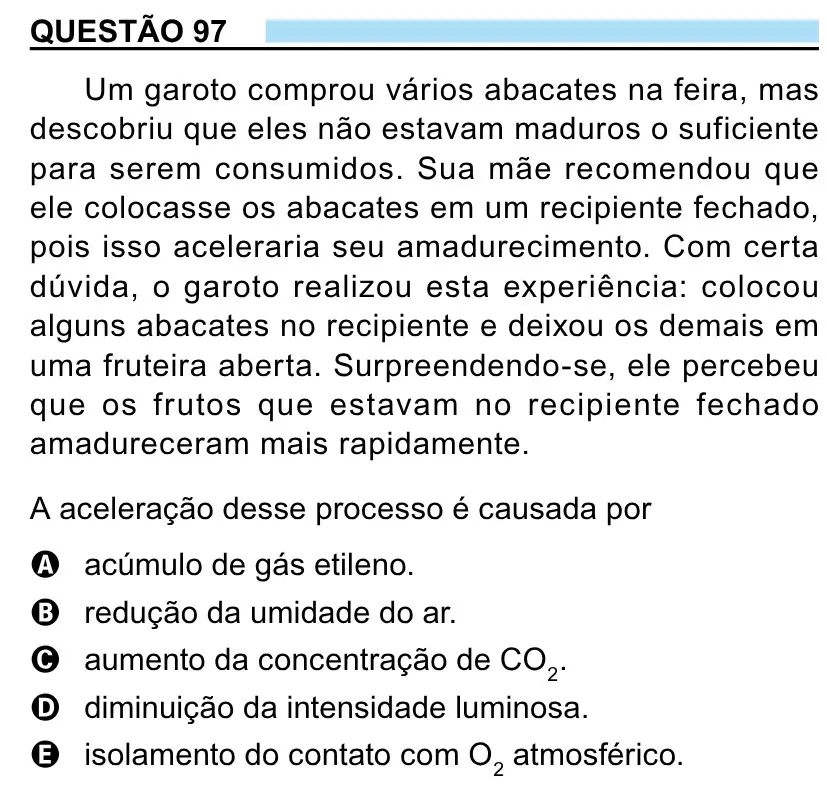 QUESTÃO 97
Um garoto comprou vários abacates na feira, mas
descobriu que eles não estavam maduros o suficiente
para serem consumidos. Sua mãe recomendou que
ele colocasse os abacates em um recipiente fechado,
pois isso aceleraria seu amadurecimento. Com certa
dúvida, o garoto realizou esta experiência: colocou
alguns abacates no recipiente e deixou os demais em
uma fruteira aberta. Surpreendendo-se, ele percebeu
que os frutos que estavam no recipiente fechado
amadureceram mais rapidamente.
A aceleração desse processo é causada por
A acúmulo de gás etileno.
B redução da umidade do ar.
C aumento da concentração de CO₂.
D diminuição da intensidade luminosa.
E isolamento do contato com O₂ atmosférico.